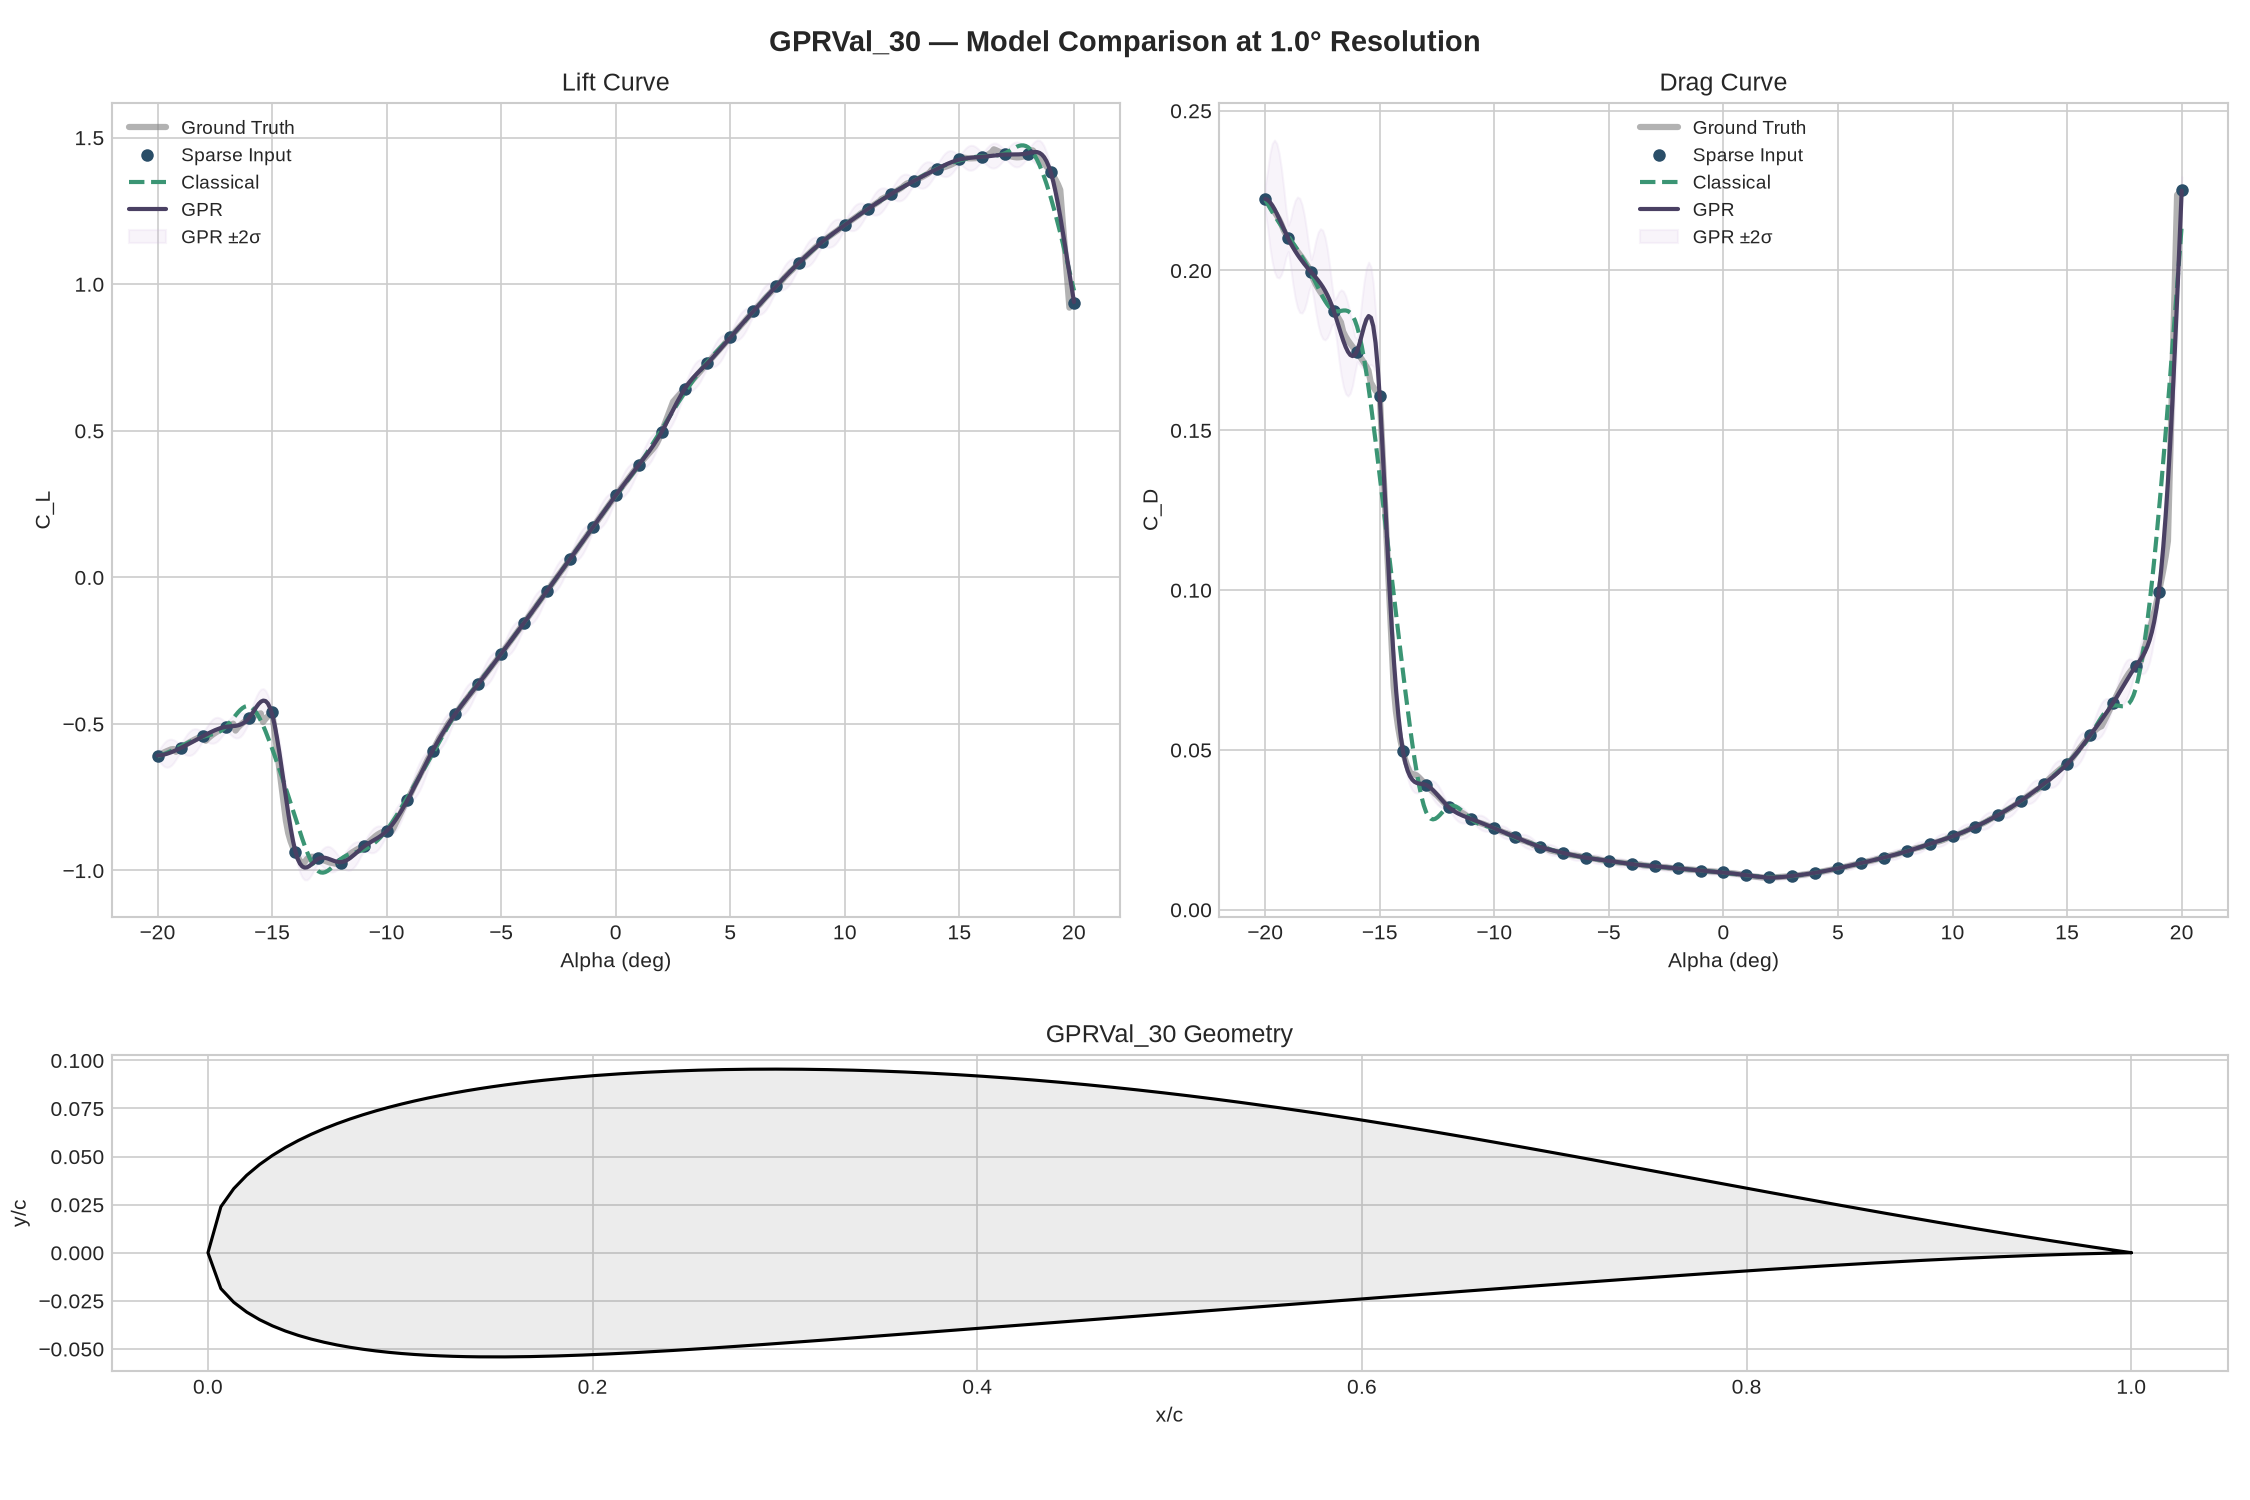 GPRVal_30 — Model Comparison at 1.0° Resolution
Lift Curve
Ground Truth
Sparse Input
Classical
GPR
GPR ±2σ
1.5
1.0
0.5
0.0
−0.5
−1.0
C_L
−20 −15 −10 −5 0 5 10 15 20
Alpha (deg)
Drag Curve
Ground Truth
Sparse Input
Classical
GPR
GPR ±2σ
0.25
0.20
0.15
0.10
0.05
0.00
C_D
−20 −15 −10 −5 0 5 10 15 20
Alpha (deg)
GPRVal_30 Geometry
0.100
0.075
0.050
0.025
0.000
−0.025
−0.050
y/c
0.0 0.2 0.4 0.6 0.8 1.0
x/c